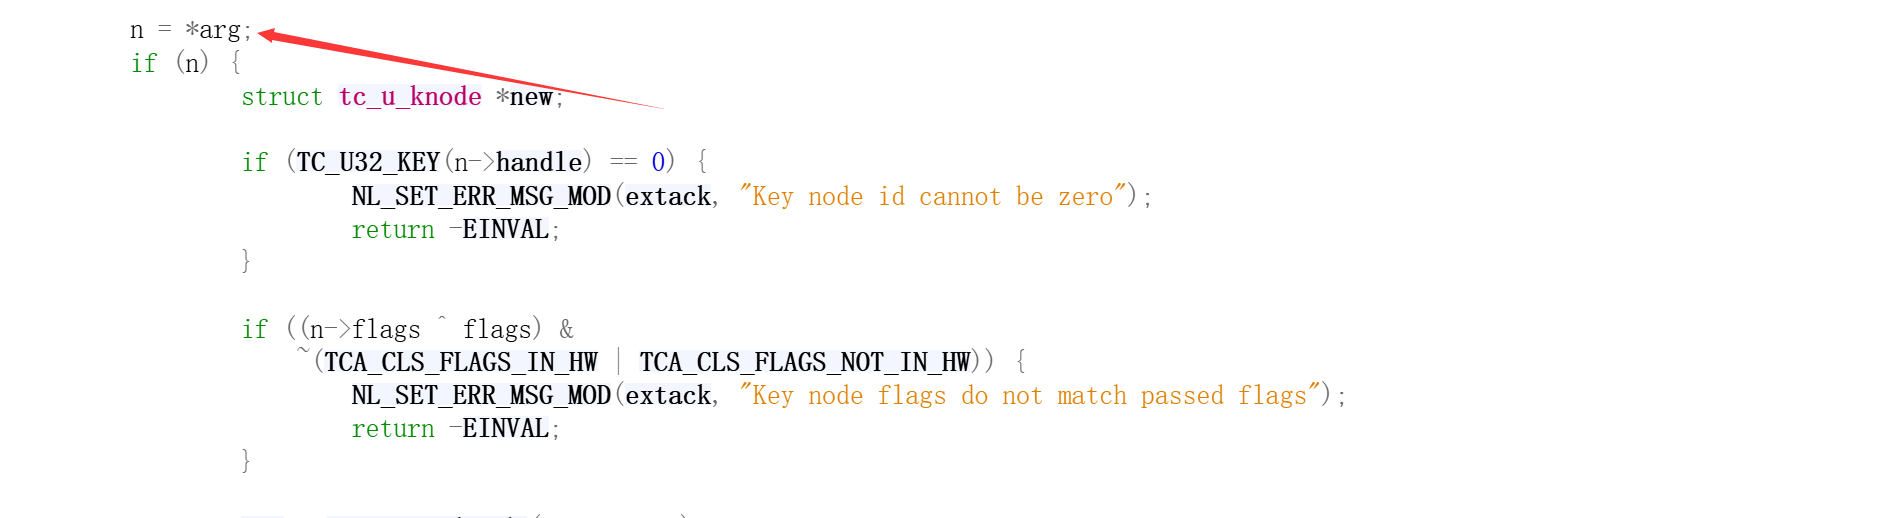 n = *arg;
if (n) {
struct tc_u_knode *new;
if (TC_U32_KEY(n->handle) == 0) {
NL_SET_ERR_MSG_MOD(extack, "Key node id cannot be zero");
return -EINVAL;
}
if ((n->flags ^ flags) &
~(TCA_CLS_FLAGS_IN_HW | TCA_CLS_FLAGS_NOT_IN_HW)) {
NL_SET_ERR_MSG_MOD(extack, "Key node flags do not match passed flags");
return -EINVAL;
}